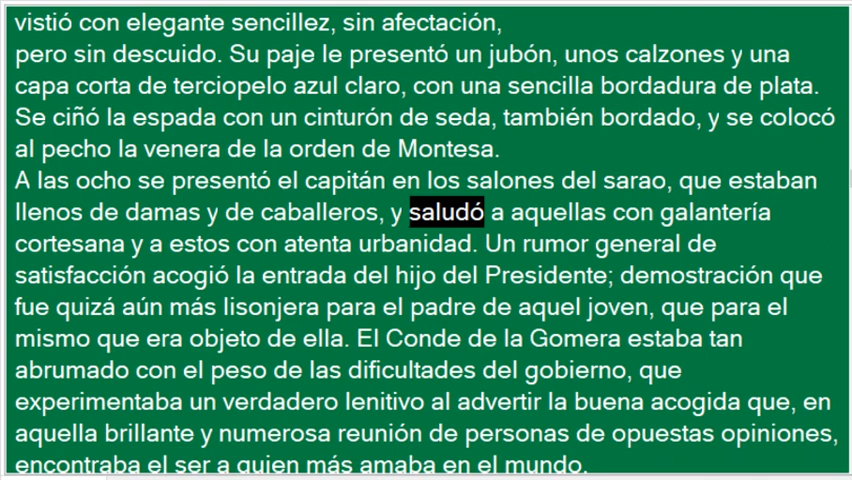 vistió con elegante sencillez, sin afectación,
pero sin descuido. Su paje le presentó un jubón, unos calzones y una
capa corta de terciopelo azul claro, con una sencilla bordadura de plata.
Se ciñó la espada con un cinturón de seda, también bordado, y se colocó
al pecho la venera de la orden de Montesa.
A las ocho se presentó el capitán en los salones del sarao, que estaban
llenos de damas y de caballeros, y saludó a aquellas con galantería
cortesana y a estos con atenta urbanidad. Un rumor general de
satisfacción acogió la entrada del hijo del Presidente; demostración que
fue quizá aún más lisonjera para el padre de aquel joven, que para el
mismo que era objeto de ella. El Conde de la Gomera estaba tan
abrumado con el peso de las dificultades del gobierno, que
experimentaba un verdadero lenitivo al advertir la buena acogida que, en
aquella brillante y numerosa reunión de personas de opuestas opiniones,
encontraba el ser a quien más amaba en el mundo.